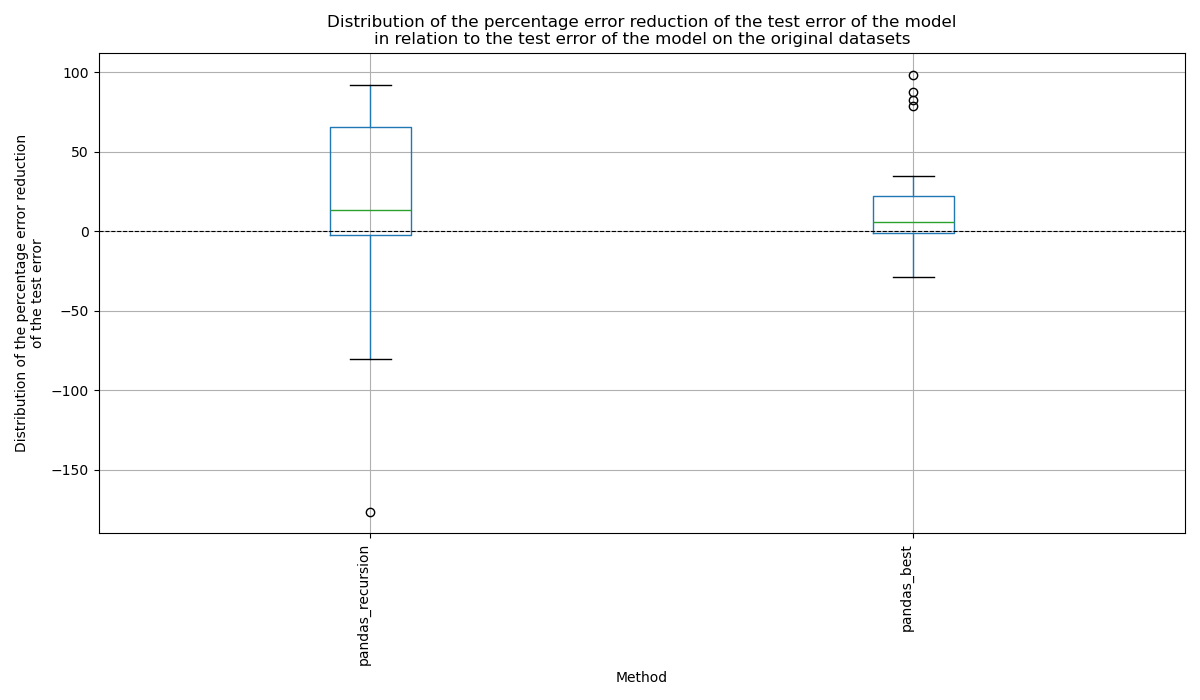 Distribution of the percentage error reduction of the test error of the model
in relation to the test error of the model on the original datasets
Distribution of the percentage error reduction
of the test error
100
50
0
−50
−100
−150
pandas_recursion
pandas_best
Method